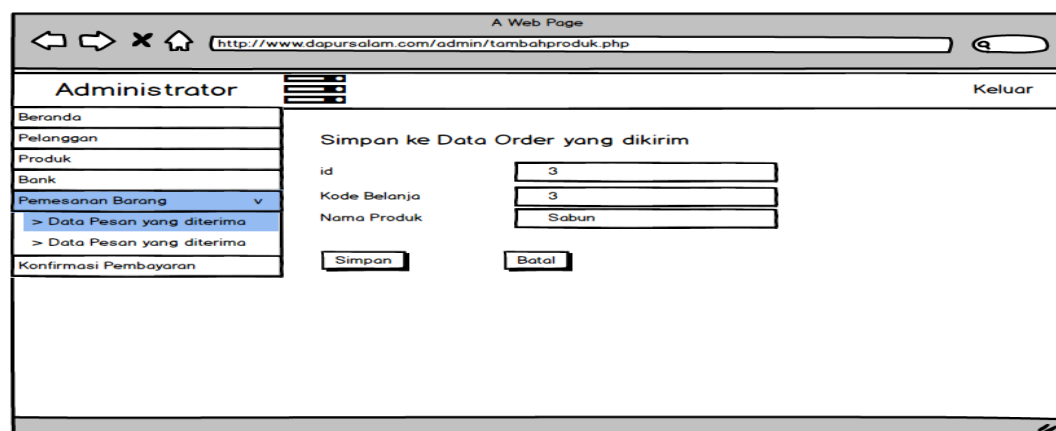 A Web Page
http://www.dapursalam.com/admin/tambahproduk.php
Administrator
Keluar
Beranda
Pelanggan
Produk
Bank
Pemesanan Barang v
> Data Pesan yang diterima
> Data Pesan yang diterima
Konfirmasi Pembayaran
Simpan ke Data Order yang dikirim
id 3
Kode Belanja 3
Nama Produk Sabun
Simpan Batal